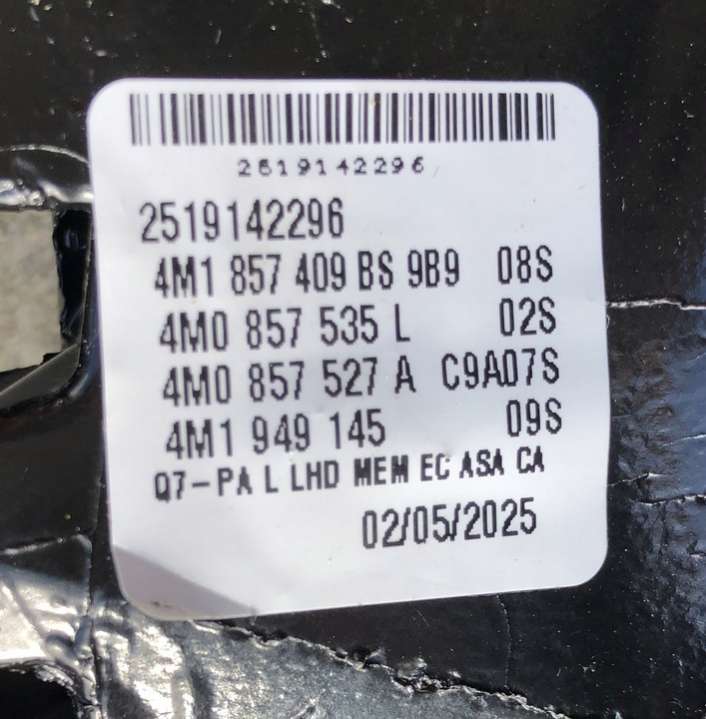 2519142296
2519142296
4M1 857 409 BS 9B9 08S
4M0 857 535 L 02S
4M0 857 527 A C9A07S
4M1 949 145 09S
Q7-PA L LHD MEM EC ASA CA
02/05/2025